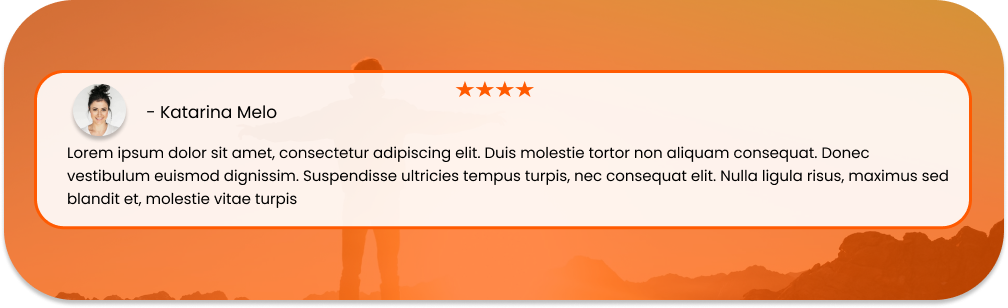 - Katarina Melo
Lorem ipsum dolor sit amet, consectetur adipiscing elit. Duis molestie tortor non aliquam consequat. Donec
vestibulum euismod dignissim. Suspendisse ultricies tempus turpis, nec consequat elit. Nulla ligula risus, maximus sed
blandit et, molestie vitae turpis